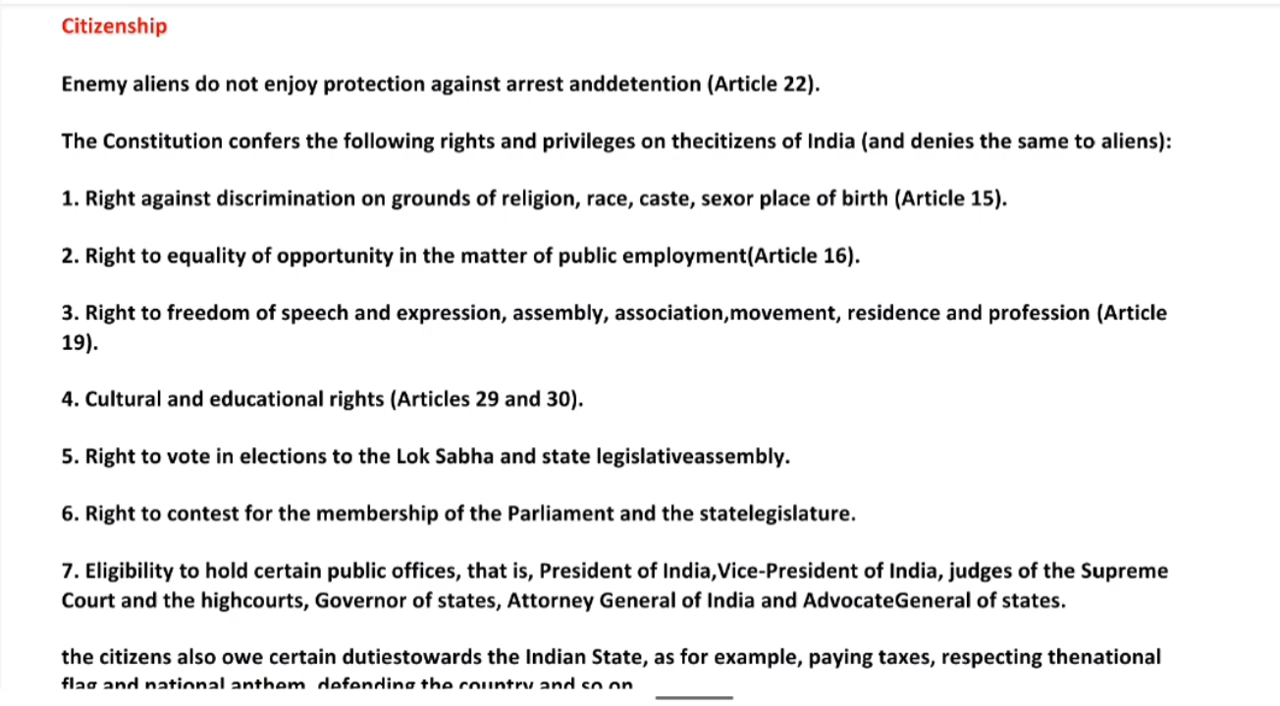 Citizenship
Enemy aliens do not enjoy protection against arrest anddetention (Article 22).
The Constitution confers the following rights and privileges on thecitizens of India (and denies the same to aliens):
1. Right against discrimination on grounds of religion, race, caste, sexor place of birth (Article 15).
2. Right to equality of opportunity in the matter of public employment(Article 16).
3. Right to freedom of speech and expression, assembly, association,movement, residence and profession (Article
19).
4. Cultural and educational rights (Articles 29 and 30).
5. Right to vote in elections to the Lok Sabha and state legislativeassembly.
6. Right to contest for the membership of the Parliament and the statelegislature.
7. Eligibility to hold certain public offices, that is, President of India,Vice-President of India, judges of the Supreme
Court and the highcourts, Governor of states, Attorney General of India and AdvocateGeneral of states.
the citizens also owe certain dutiestowards the Indian State, as for example, paying taxes, respecting thenational
flag and national anthem, defending the country and so on